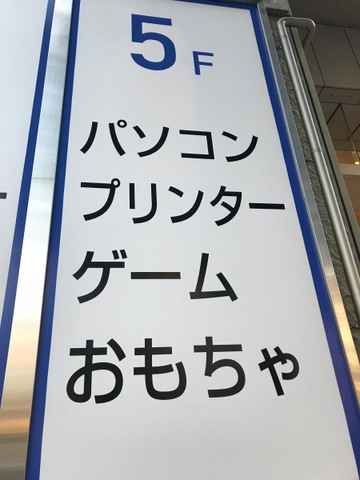 5F
パソコン
プリンター
ゲーム
おもちゃ